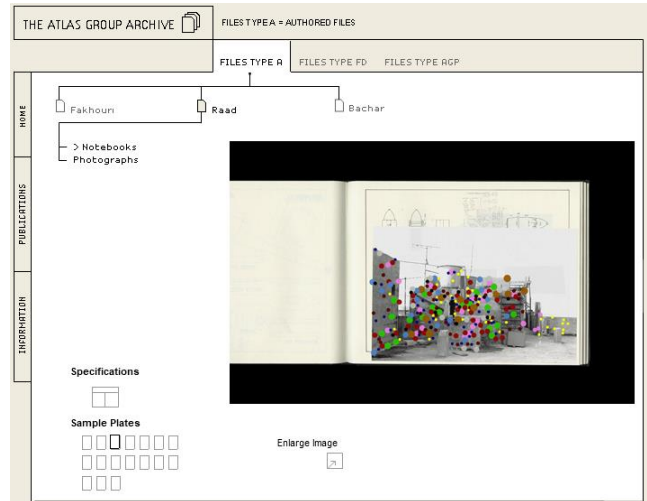 THE ATLAS GROUP ARCHIVE
FILES TYPE A = AUTHORED FILES
FILES TYPE A
FILES TYPE FD
FILES TYPE AGP
HOME
PUBLICATIONS
INFORMATION
Fakhouri
Raad
Bachar
> Notebooks
Photographs
Specifications
Sample Plates
Enlarge Image